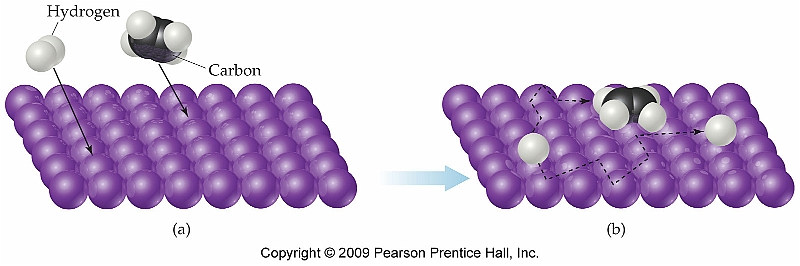 Hydrogen
Carbon
(a)
(b)
Copyright © 2009 Pearson Prentice Hall, Inc.